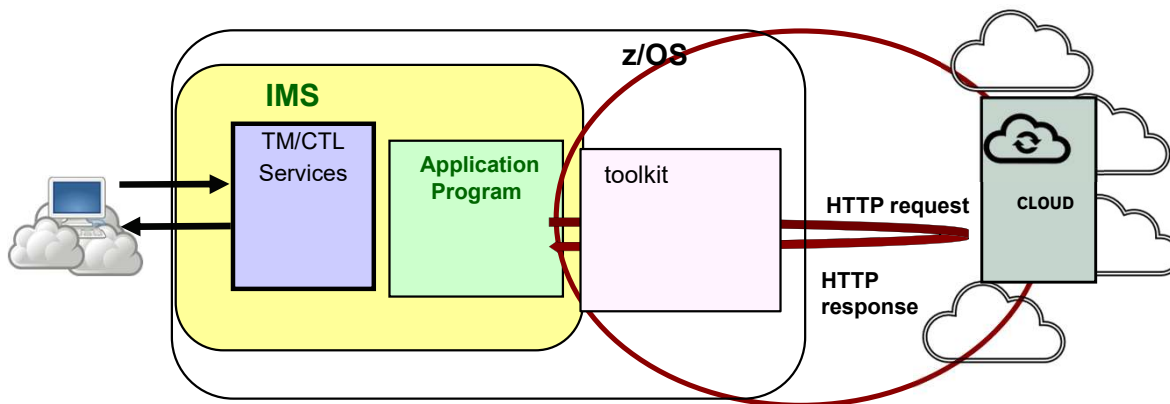 z/OS
IMS
TM/CTL
Services
Application
Program
toolkit
HTTP request
HTTP
response
CLOUD